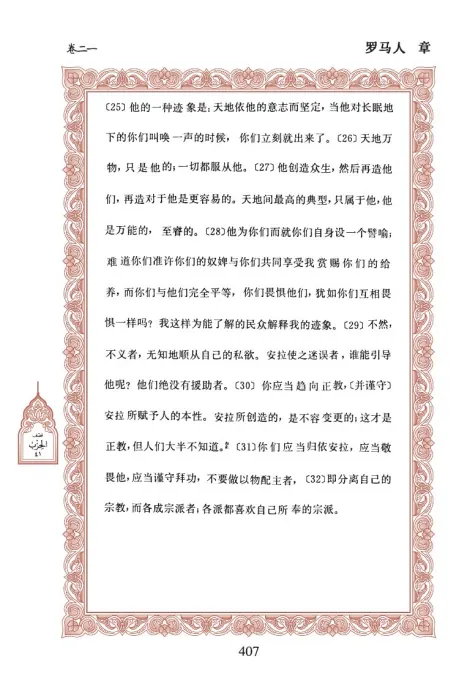 卷二一
罗马人 章
(25) 他的一种迹象是：天地依他的意志而坚定，当他对长眠地
下的你们叫唤一声的时候， 你们立刻就出来了。(26) 天地万
物，只是他的；一切都服从他。(27) 他创造众生，然后再造他
们，再造对于他是更容易的。天地间最高的典型，只属于他，他
是万能的， 至睿的。(28) 他为你们而就你们自身设一个譬喻；
难道你们准许你们的奴婢与你们共同享受我赏赐你们的给
养，而你们与他们完全平等， 你们畏惧他们，犹如你们互相畏
惧一样吗？我这样为能了解的民众解释我的迹象。(29) 不然，
不义者，无知地顺从自己的私欲。安拉使之迷误者，谁能引导
他呢？他们绝没有援助者。(30) 你应当趋向正教，(并谨守)
安拉所赋予人的本性。安拉所创造的，是不容变更的；这才是
正教，但人们大半不知道。(31) 你们应当归依安拉，应当敬
畏他，应当谨守拜功，不要做以物配主者， (32) 即分离自己的
宗教，而各成宗派者；各派都喜欢自己所奉的宗派。
نصف
الحزب
٤١
407